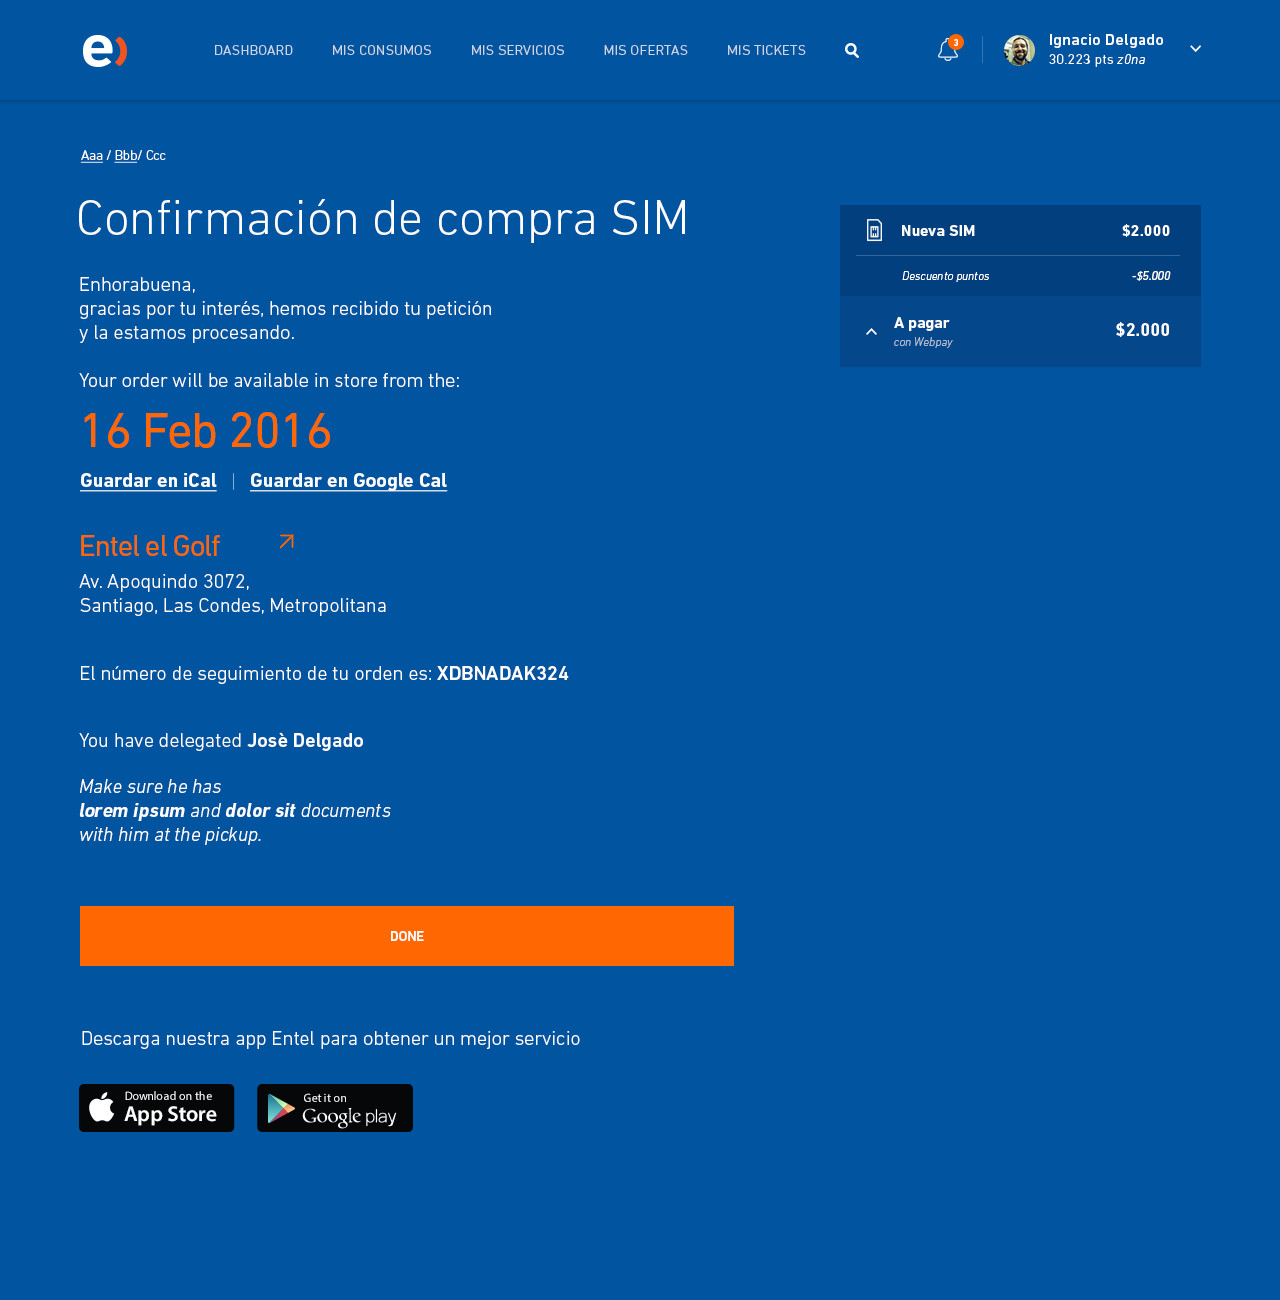 e)
DASHBOARD
MIS CONSUMOS
MIS SERVICIOS
MIS OFERTAS
MIS TICKETS
3
Ignacio Delgado
30.223 pts z0na
Aaa / Bbb/ Ccc
Confirmación de compra SIM
Enhorabuena,
gracias por tu interés, hemos recibido tu petición
y la estamos procesando.
Your order will be available in store from the:
16 Feb 2016
Guardar en iCal | Guardar en Google Cal
Entel el Golf
Av. Apoquindo 3072,
Santiago, Las Condes, Metropolitana
El número de seguimiento de tu orden es: XDBNADAK324
You have delegated Josè Delgado
Make sure he has
lorem ipsum and dolor sit documents
with him at the pickup.
DONE
Descarga nuestra app Entel para obtener un mejor servicio
Download on the
App Store
Get it on
Google play
Nueva SIM $2.000
Descuento puntos -$5.000
A pagar $2.000
con Webpay